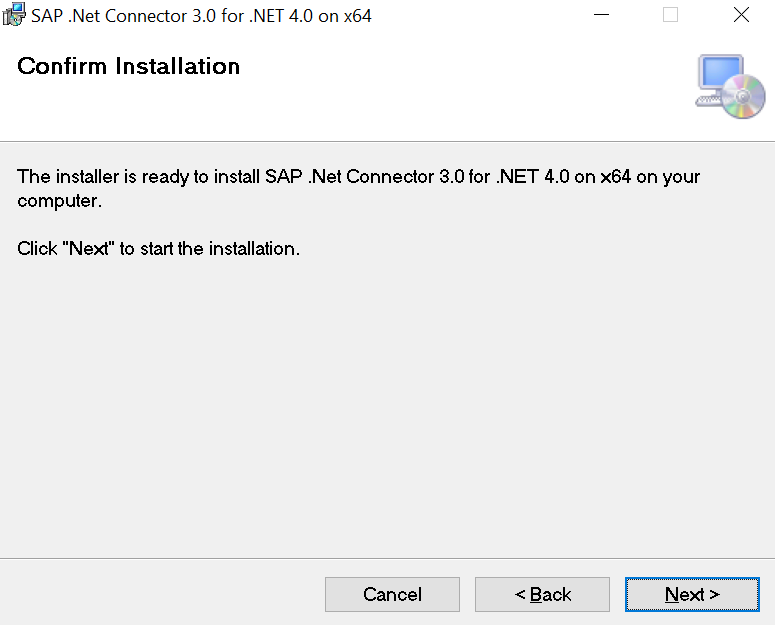 SAP .Net Connector 3.0 for .NET 4.0 on x64
Confirm Installation
The installer is ready to install SAP .Net Connector 3.0 for .NET 4.0 on x64 on your
computer.
Click "Next" to start the installation.
Cancel
< Back
Next >